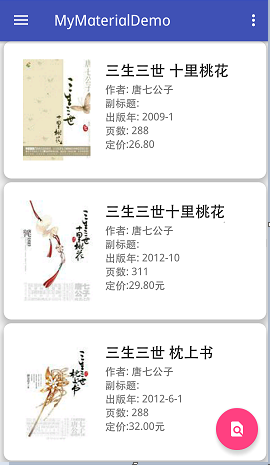 MyMaterialDemo
三生三世 十里桃花
作者: 唐七公子
副标题:
出版年: 2009-1
页数: 288
定价:26.80
三生三世十里桃花
作者: 唐七公子
副标题:
出版年: 2012-10
页数: 311
定价:29.80元
三生三世 枕上书
作者: 唐七公子
副标题:
出版年: 2012-6-1
页数: 288
定价:32.00元